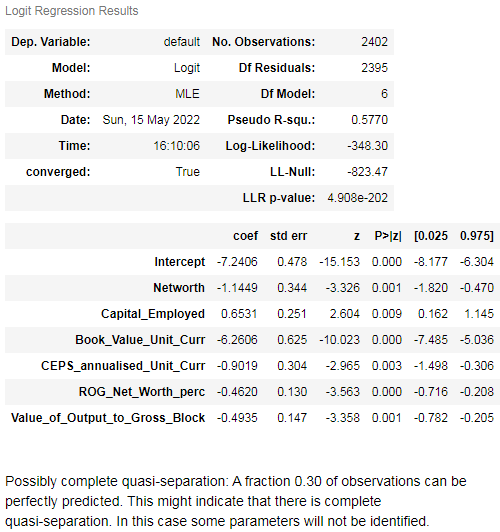 Logit Regression Results
Dep. Variable: default No. Observations: 2402
Model: Logit Df Residuals: 2395
Method: MLE Df Model: 6
Date: Sun, 15 May 2022 Pseudo R-squ.: 0.5770
Time: 16:10:06 Log-Likelihood: -348.30
converged: True LL-Null: -823.47
LLR p-value: 4.908e-202
coef std err z P>|z| [0.025 0.975]
Intercept -7.2406 0.478 -15.153 0.000 -8.177 -6.304
Networth -1.1449 0.344 -3.326 0.001 -1.820 -0.470
Capital_Employed 0.6531 0.251 2.604 0.009 0.162 1.145
Book_Value_Unit_Curr -6.2606 0.625 -10.023 0.000 -7.485 -5.036
CEPS_annualised_Unit_Curr -0.9019 0.304 -2.965 0.003 -1.498 -0.306
ROG_Net_Worth_perc -0.4620 0.130 -3.563 0.000 -0.716 -0.208
Value_of_Output_to_Gross_Block -0.4935 0.147 -3.358 0.001 -0.782 -0.205
Possibly complete quasi-separation: A fraction 0.30 of observations can be
perfectly predicted. This might indicate that there is complete
quasi-separation. In this case some parameters will not be identified.